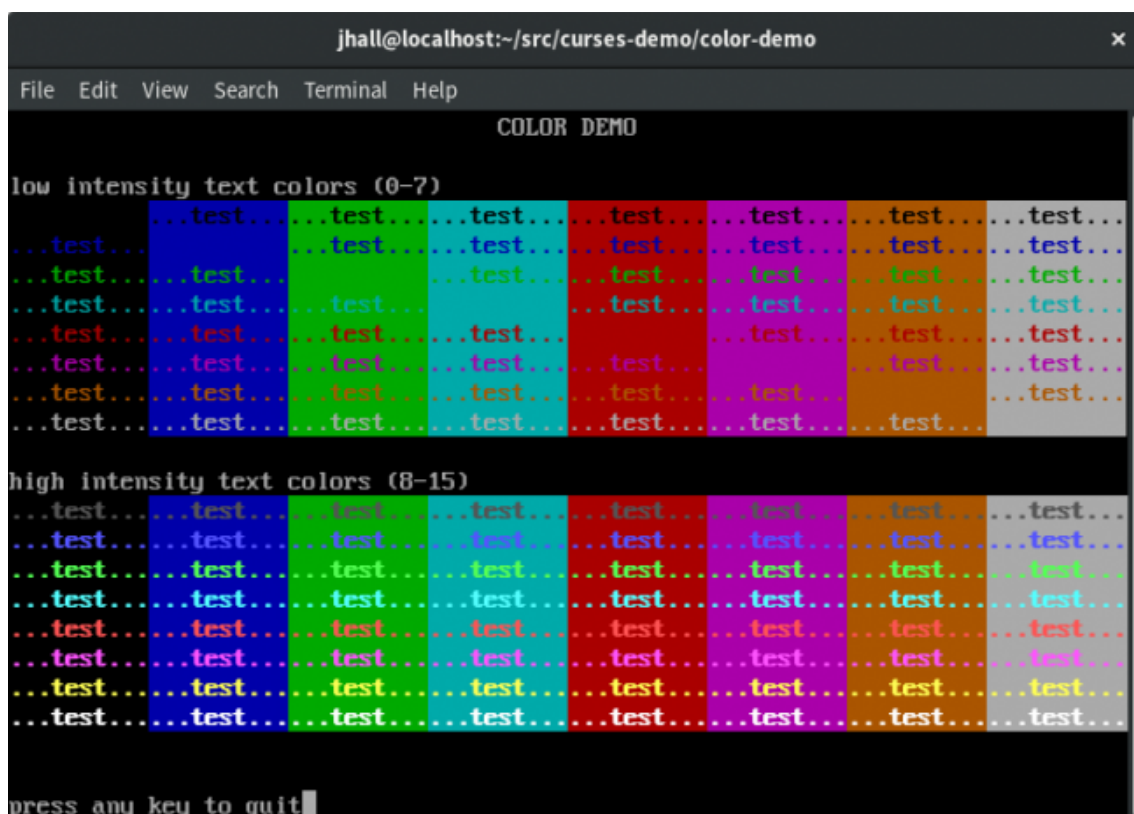 jhall@localhost:~/src/curses-demo/color-demo ×
File Edit View Search Terminal Help
COLOR DEMO
low intensity text colors (0-7)
...test......test......test......test......test......test......test...
...test... ...test......test......test......test......test......test...
...test......test... ...test......test......test......test......test...
...test......test......test... ...test......test......test......test...
...test......test......test......test... ...test......test......test...
...test......test......test......test......test... ...test......test...
...test......test......test......test......test......test... ...test...
...test......test......test......test......test......test......test...
high intensity text colors (8-15)
...test......test......test......test......test......test......test......test...
...test......test......test......test......test......test......test......test...
...test......test......test......test......test......test......test......test...
...test......test......test......test......test......test......test......test...
...test......test......test......test......test......test......test......test...
...test......test......test......test......test......test......test......test...
...test......test......test......test......test......test......test......test...
...test......test......test......test......test......test......test......test...
press any key to quit